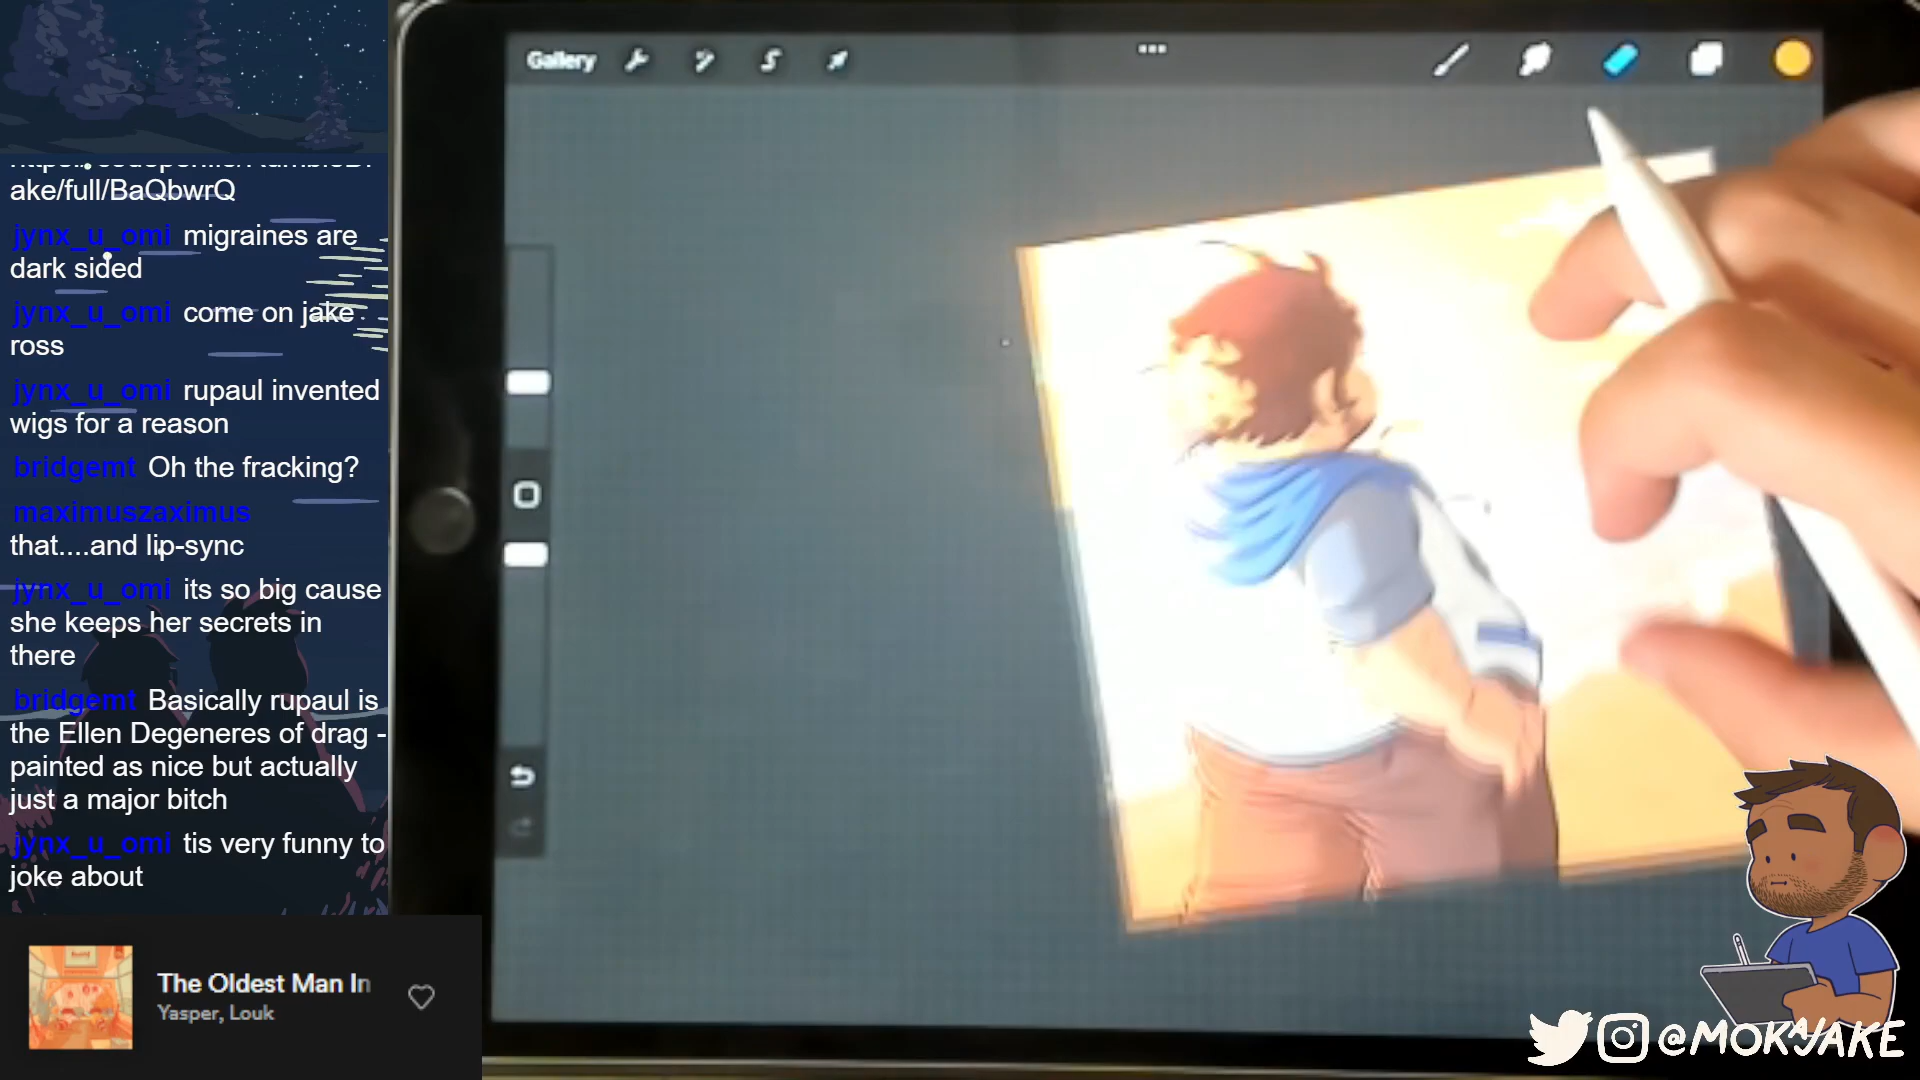 Gallery
ake/full/BaQbwrQ
jynx_u_omi migraines are
dark sided
jynx_u_omi come on jake
ross
jynx_u_omi rupaul invented
wigs for a reason
bridgemt Oh the fracking?
maximuszaximus
that....and lip-sync
jynx_u_omi its so big cause
she keeps her secrets in
there
bridgemt Basically rupaul is
the Ellen Degeneres of drag -
painted as nice but actually
just a major bitch
jynx_u_omi tis very funny to
joke about
The Oldest Man In
Yasper, Louk
@MOKAJAKE